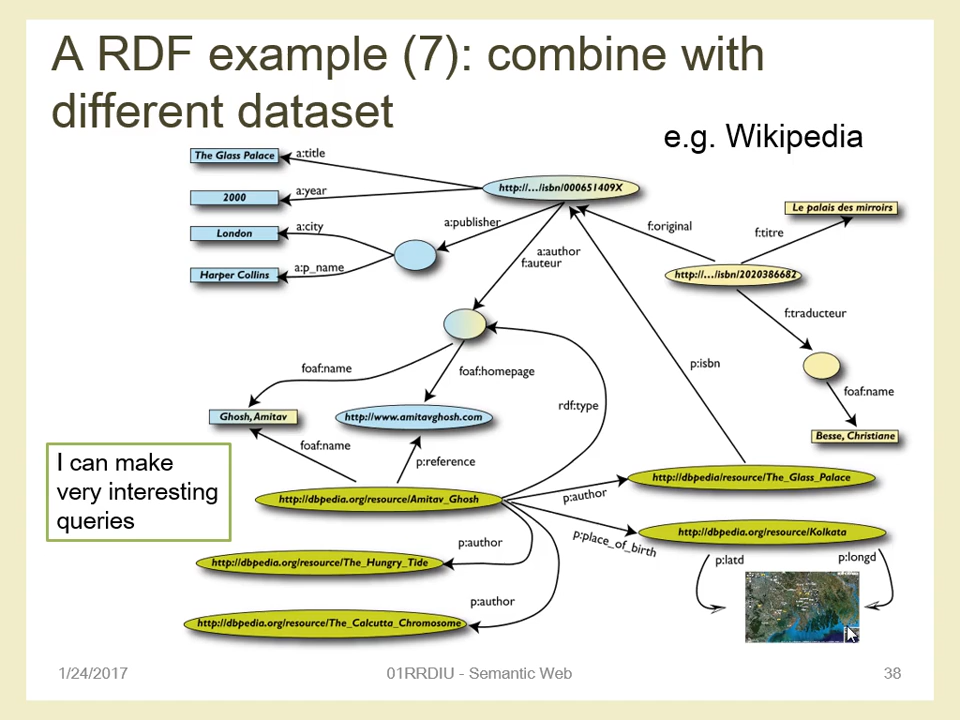 A RDF example (7): combine with
different dataset
e.g. Wikipedia
The Glass Palace
a:title
http://…/isbn/000651409X
2000
a:year
Le palais des mirroirs
London
a:city
a:publisher
f:original
f:titre
Harper Collins
a:p_name
a:author
f:auteur
http://…/isbn/2020386682
f:traducteur
foaf:name
foaf:homepage
p:isbn
rdf:type
foaf:name
Ghosh, Amitav
http://www.amitavghosh.com
Besse, Christiane
foaf:name
p:reference
I can make
very interesting
queries
http://dbpedia.org/resource/Amitav_Ghosh
p:author
http://dbpedia/resource/The_Glass_Palace
p:place_of_birth
http://dbpedia.org/resource/Kolkata
p:author
http://dbpedia.org/resource/The_Hungry_Tide
p:latd
p:longd
p:author
http://dbpedia.org/resource/The_Calcutta_Chromosome
1/24/2017
01RRDIU - Semantic Web
38